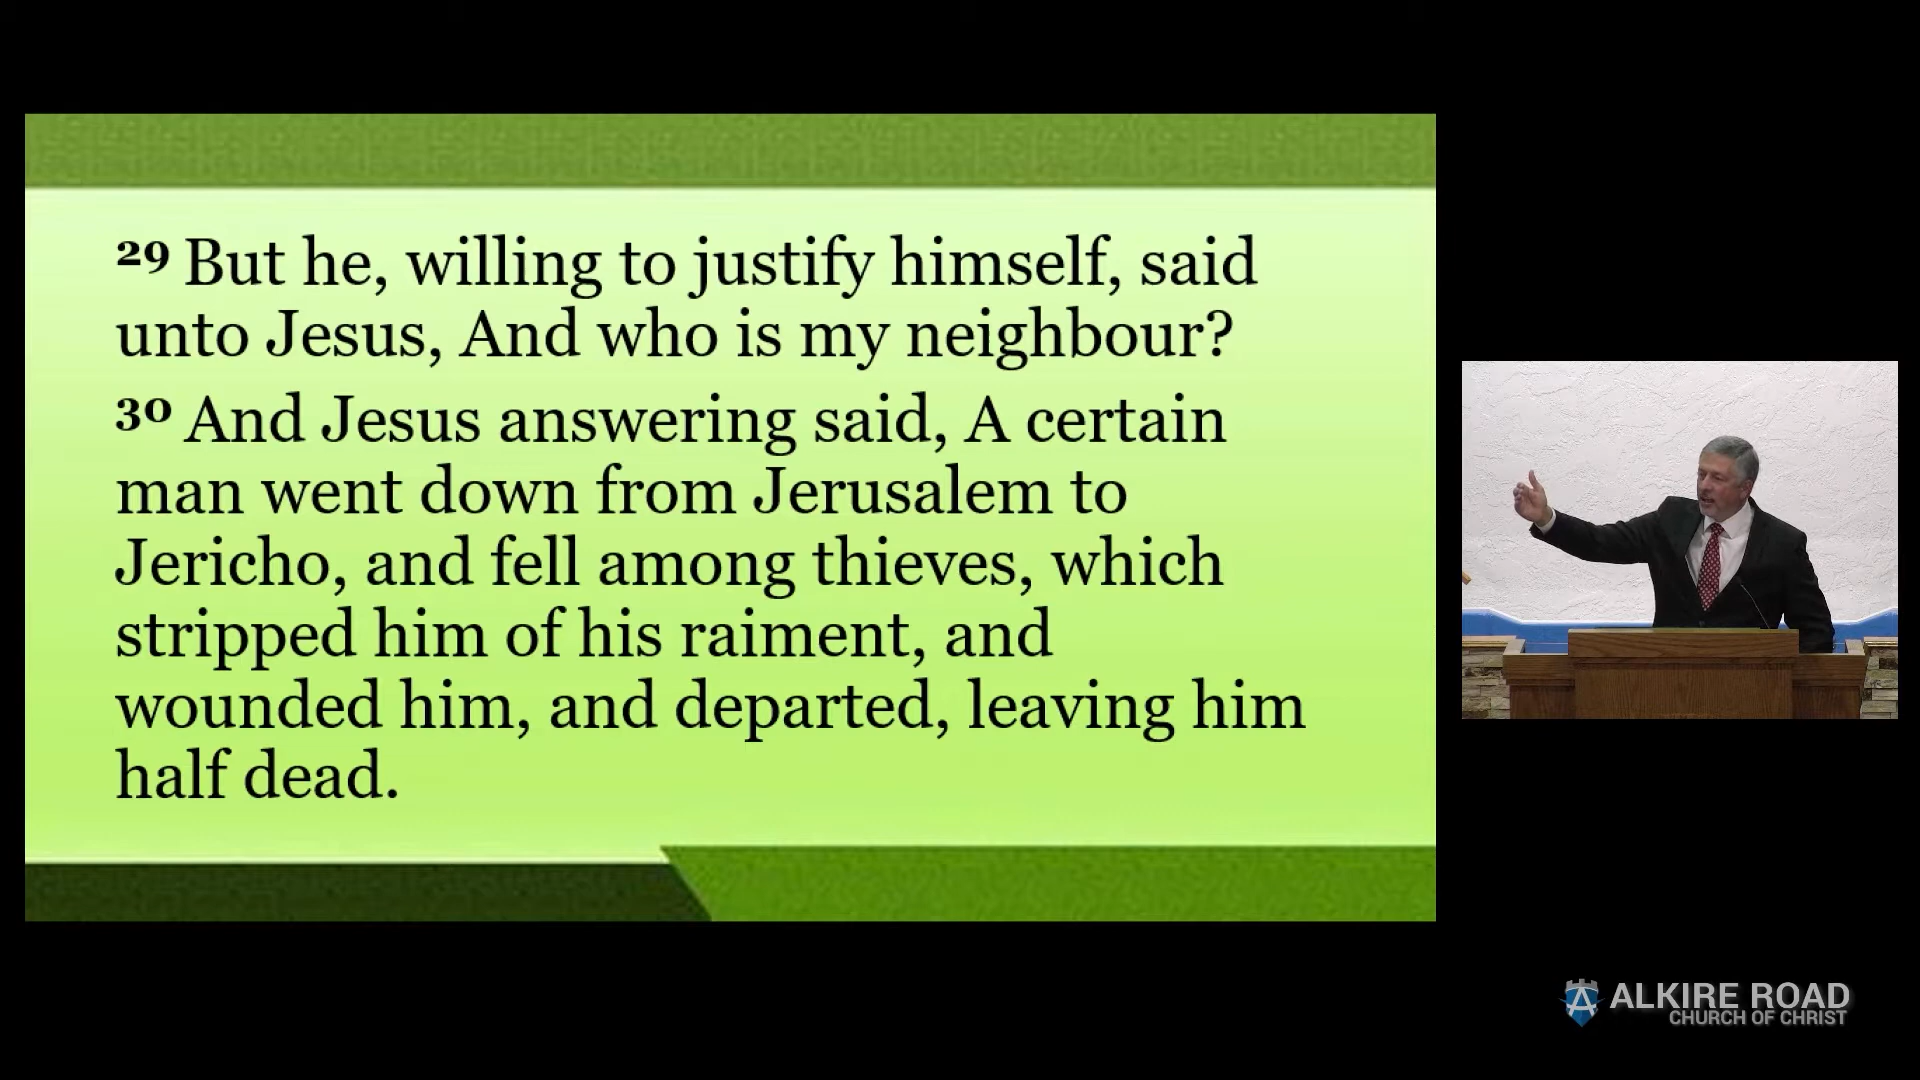 29 But he, willing to justify himself, said
unto Jesus, And who is my neighbour?
30 And Jesus answering said, A certain
man went down from Jerusalem to
Jericho, and fell among thieves, which
stripped him of his raiment, and
wounded him, and departed, leaving him
half dead.
ALKIRE ROAD
CHURCH OF CHRIST